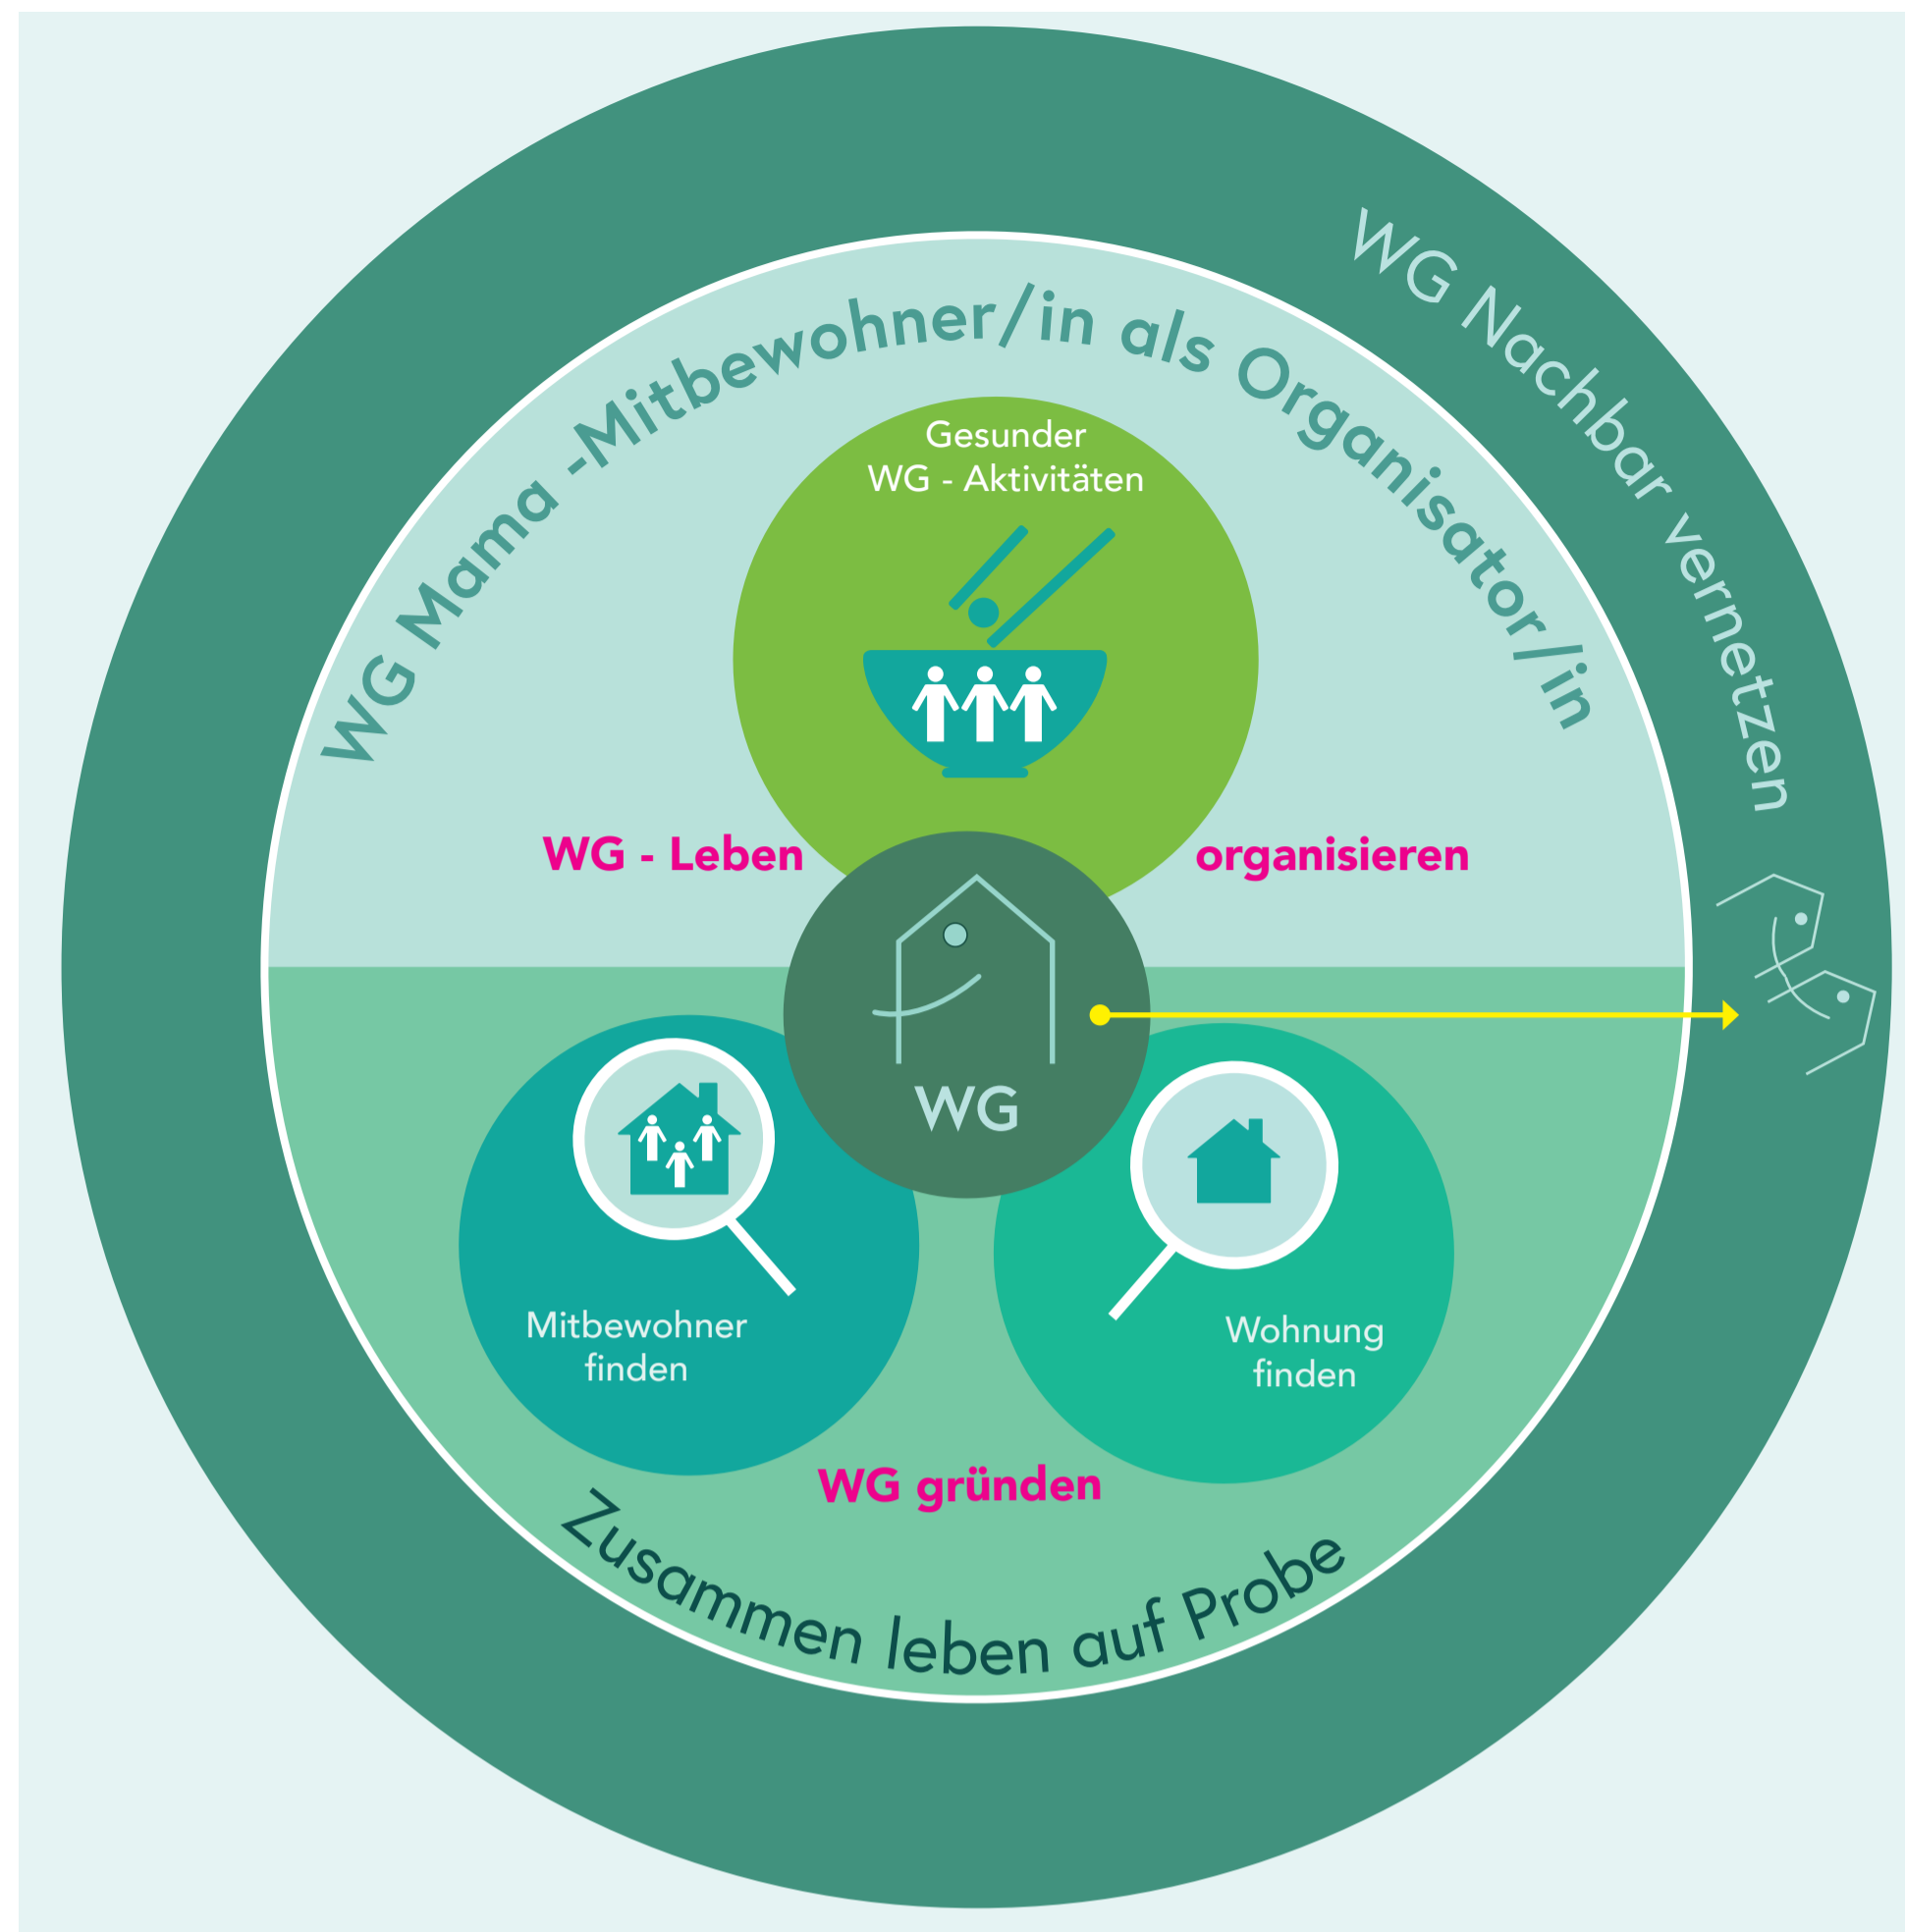 WG Nachbar vernetzen
WG Mama -Mitbewohner/in als Organisator/in
Gesunder
WG - Aktivitäten
WG - Leben organisieren
WG
Mitbewohner
finden
Wohnung
finden
WG gründen
Zusammen leben auf Probe